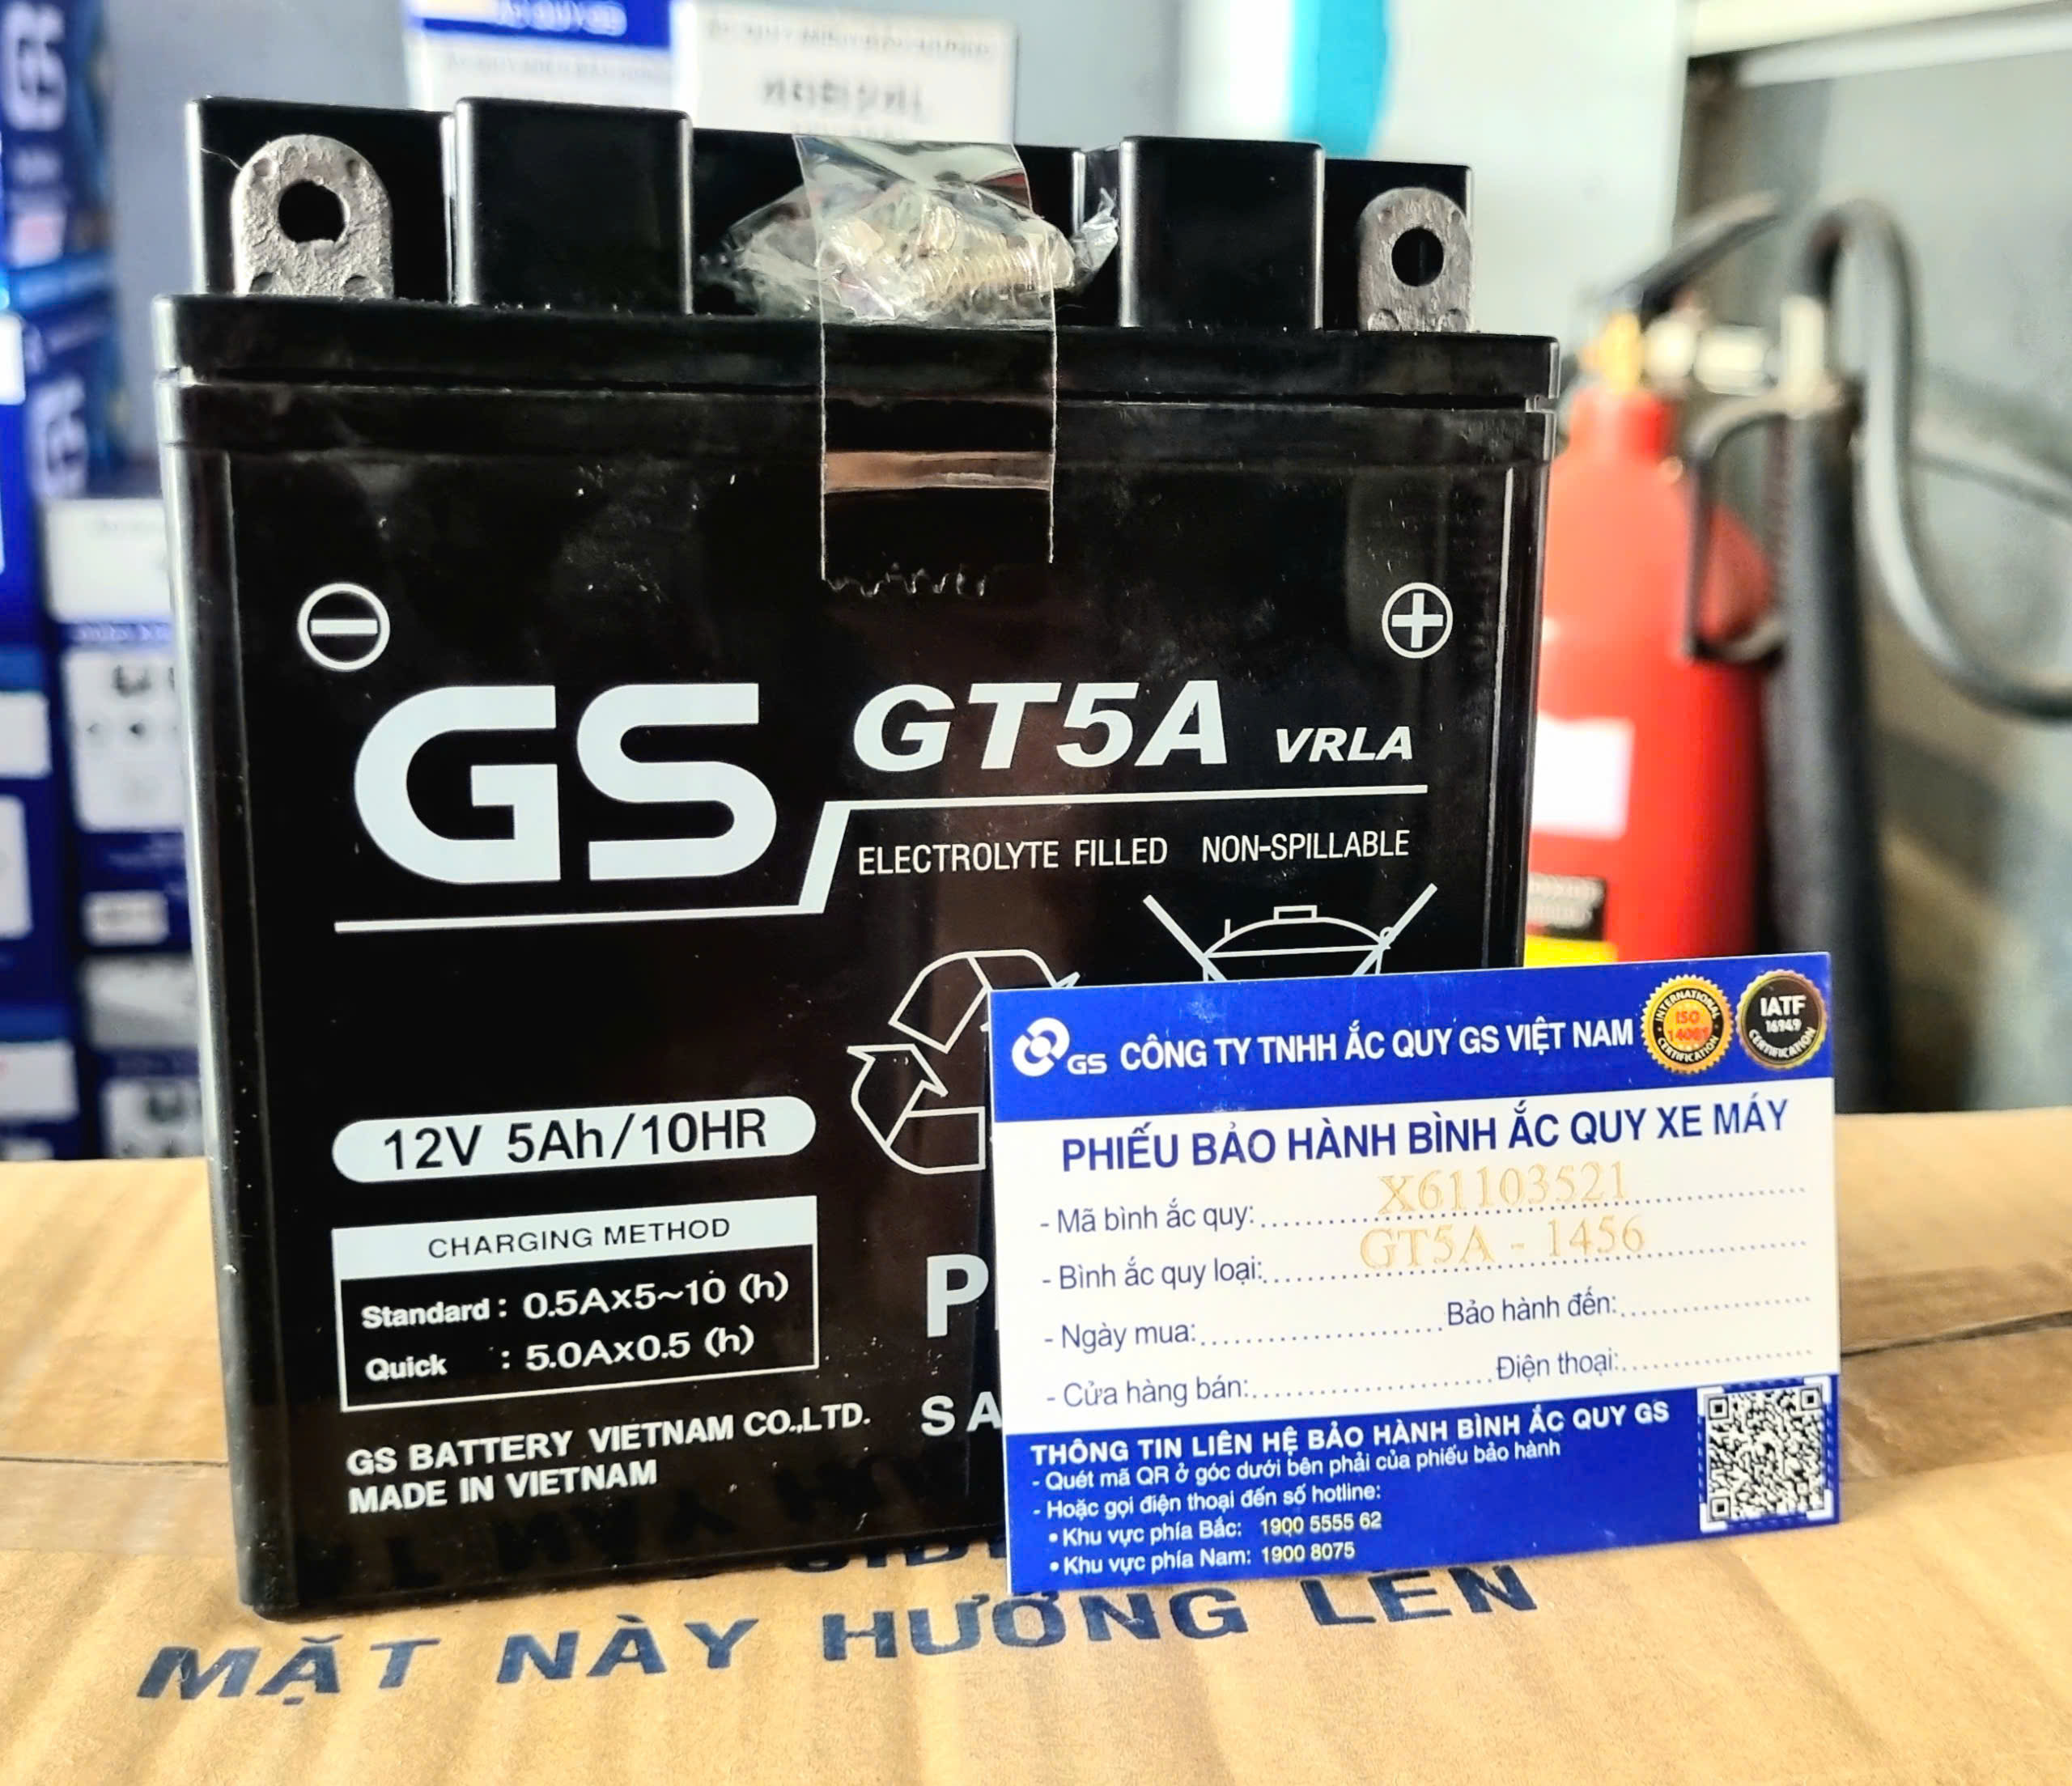 GS
GT5A VRLA
ELECTROLYTE FILLED NON-SPILLABLE
12V 5Ah/10HR
CHARGING METHOD
Standard : 0.5Ax5~10 (h)
Quick : 5.0Ax0.5 (h)
GS BATTERY VIETNAM CO.,LTD.
MADE IN VIETNAM
GS CÔNG TY TNHH ẮC QUY GS VIỆT NAM
INTERNATIONAL ISO 14001 CERTIFICATION
IATF 16949 CERTIFICATION
PHIẾU BẢO HÀNH BÌNH ẮC QUY XE MÁY
- Mã bình ắc quy: X61103521
- Bình ắc quy loại: GT5A - 1456
- Ngày mua: Bảo hành đến:
- Cửa hàng bán: Điện thoại:
THÔNG TIN LIÊN HỆ BẢO HÀNH BÌNH ẮC QUY GS
- Quét mã QR ở góc dưới bên phải của phiếu bảo hành
- Hoặc gọi điện thoại đến số hotline:
• Khu vực phía Bắc: 1900 5555 62
• Khu vực phía Nam: 1900 8075
MẶT NÀY HƯỚNG LÊN
GS
GS